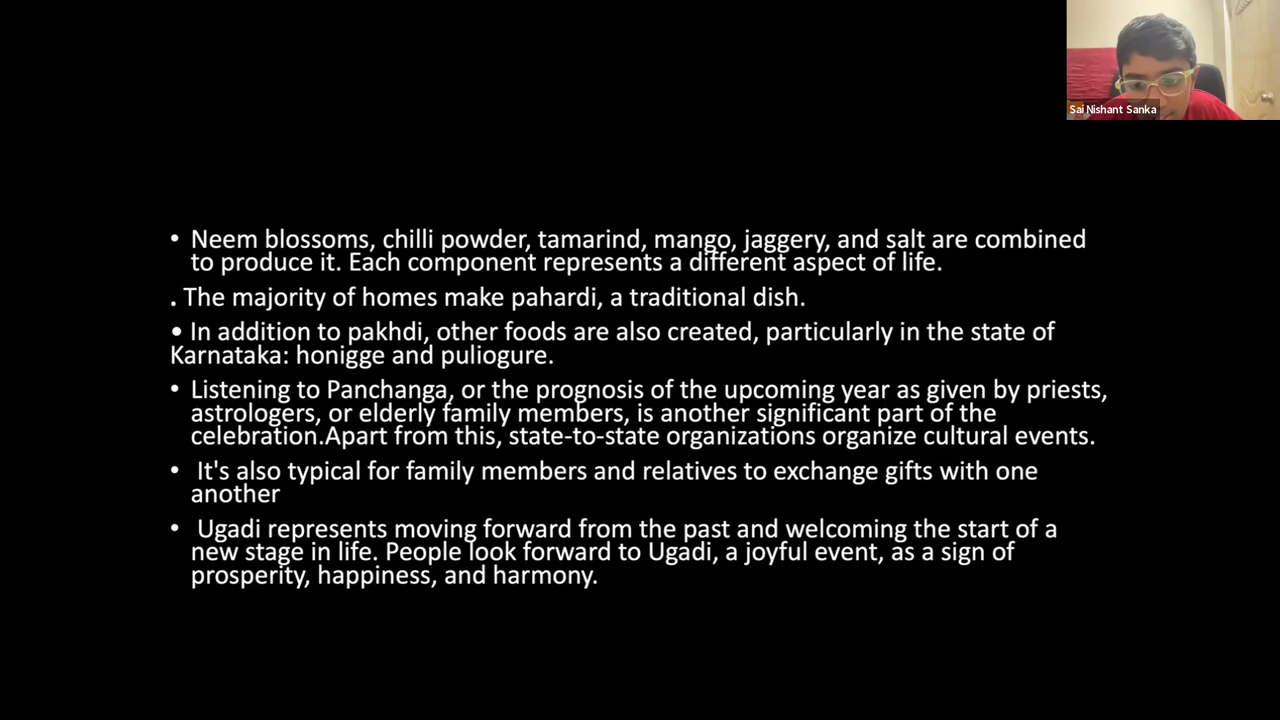 Sai Nishant Sanka
• Neem blossoms, chilli powder, tamarind, mango, jaggery, and salt are combined
to produce it. Each component represents a different aspect of life.
. The majority of homes make pahardi, a traditional dish.
• In addition to pakhdi, other foods are also created, particularly in the state of
Karnataka: honigge and puliogure.
• Listening to Panchanga, or the prognosis of the upcoming year as given by priests,
astrologers, or elderly family members, is another significant part of the
celebration.Apart from this, state-to-state organizations organize cultural events.
• It's also typical for family members and relatives to exchange gifts with one
another
• Ugadi represents moving forward from the past and welcoming the start of a
new stage in life. People look forward to Ugadi, a joyful event, as a sign of
prosperity, happiness, and harmony.